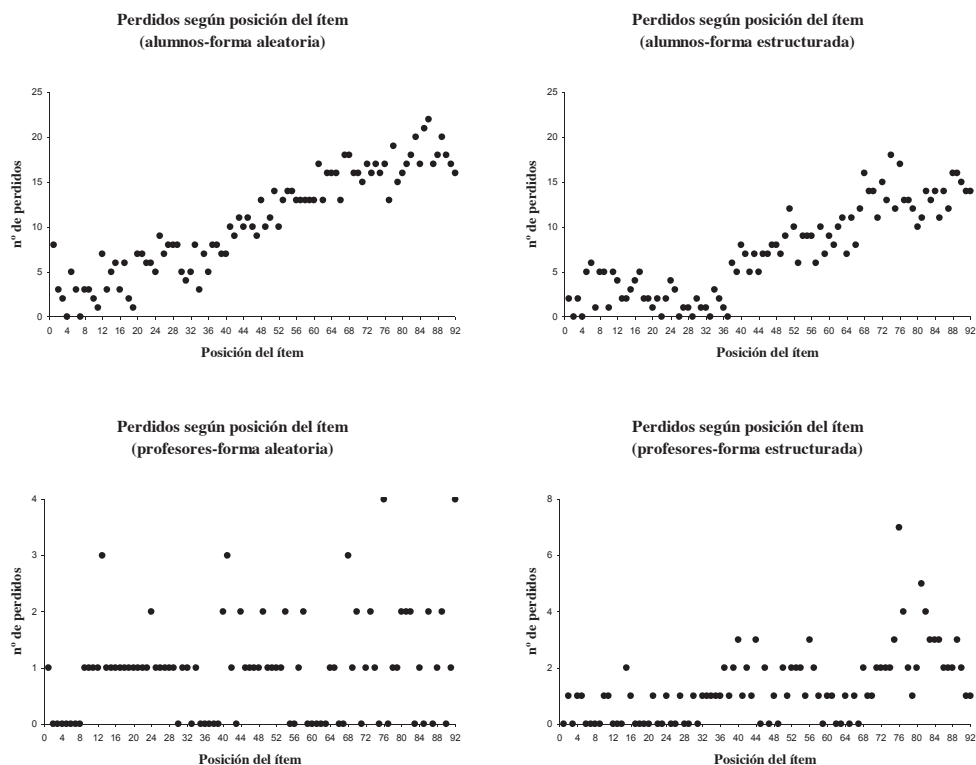 Perdidos según posición del ítem
(alumnos-forma aleatoria)
25
20
15
10
5
0
nº de perdidos
0 4 8 12 16 20 24 28 32 36 40 44 48 52 56 60 64 68 72 76 80 84 88 92
Posición del ítem
Perdidos según posición del ítem
(alumnos-forma estructurada)
25
20
15
10
5
0
nº de perdidos
0 4 8 12 16 20 24 28 32 36 40 44 48 52 56 60 64 68 72 76 80 84 88 92
Posición del ítem
Perdidos según posición del ítem
(profesores-forma aleatoria)
4
3
2
1
0
nº de perdidos
0 4 8 12 16 20 24 28 32 36 40 44 48 52 56 60 64 68 72 76 80 84 88 92
Posición del ítem
Perdidos según posición del ítem
(profesores-forma estructurada)
8
6
4
2
0
nº de perdidos
0 4 8 12 16 20 24 28 32 36 40 44 48 52 56 60 64 68 72 76 80 84 88 92
Posición del ítem